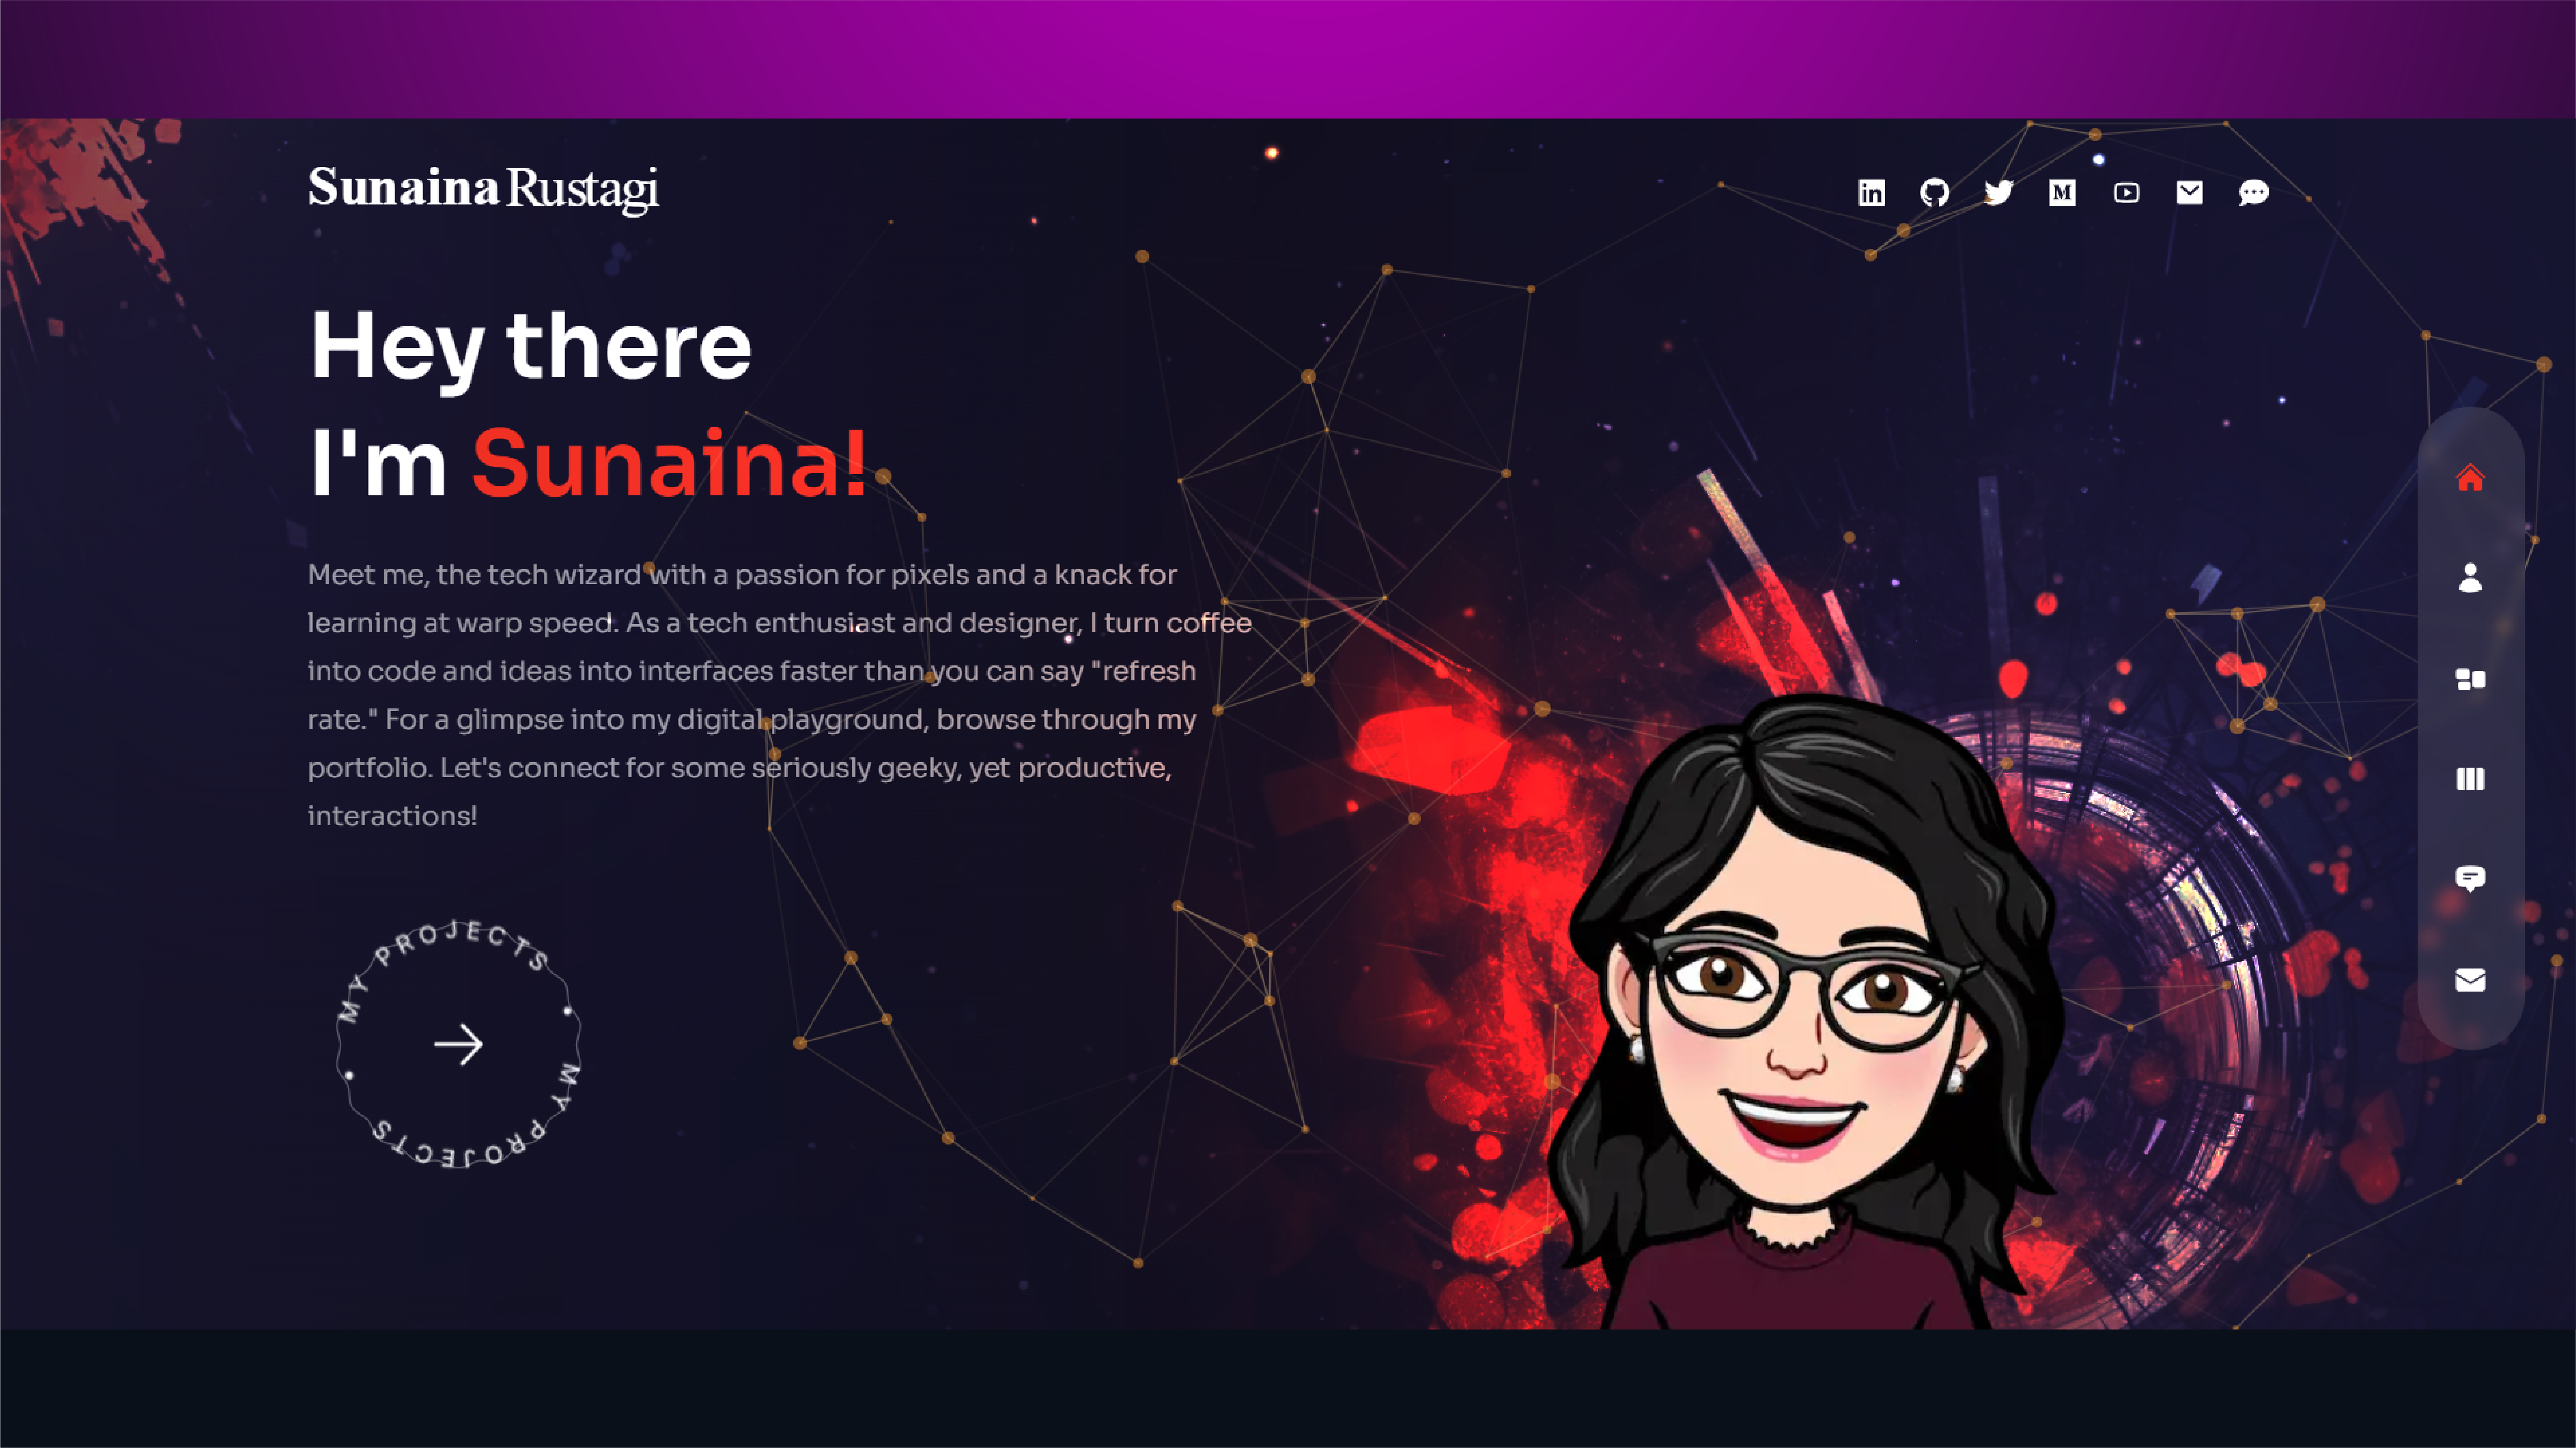 Sunaina Rustagi
in
M
Hey there
I'm Sunaina!
Meet me, the tech wizard with a passion for pixels and a knack for
learning at warp speed. As a tech enthusiast and designer, I turn coffee
into code and ideas into interfaces faster than you can say "refresh
rate." For a glimpse into my digital playground, browse through my
portfolio. Let's connect for some seriously geeky, yet productive,
interactions!
MY PROJECTS • MY PROJECTS •